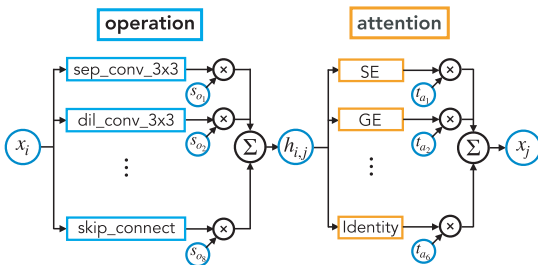 operation
attention
sep_conv_3x3
×
s_{o_1}
dil_conv_3x3
×
s_{o_2}
x_i
⋮
Σ
h_{i,j}
skip_connect
×
s_{o_8}
SE
×
t_{a_1}
GE
×
t_{a_2}
⋮
Σ
x_j
Identity
×
t_{a_6}